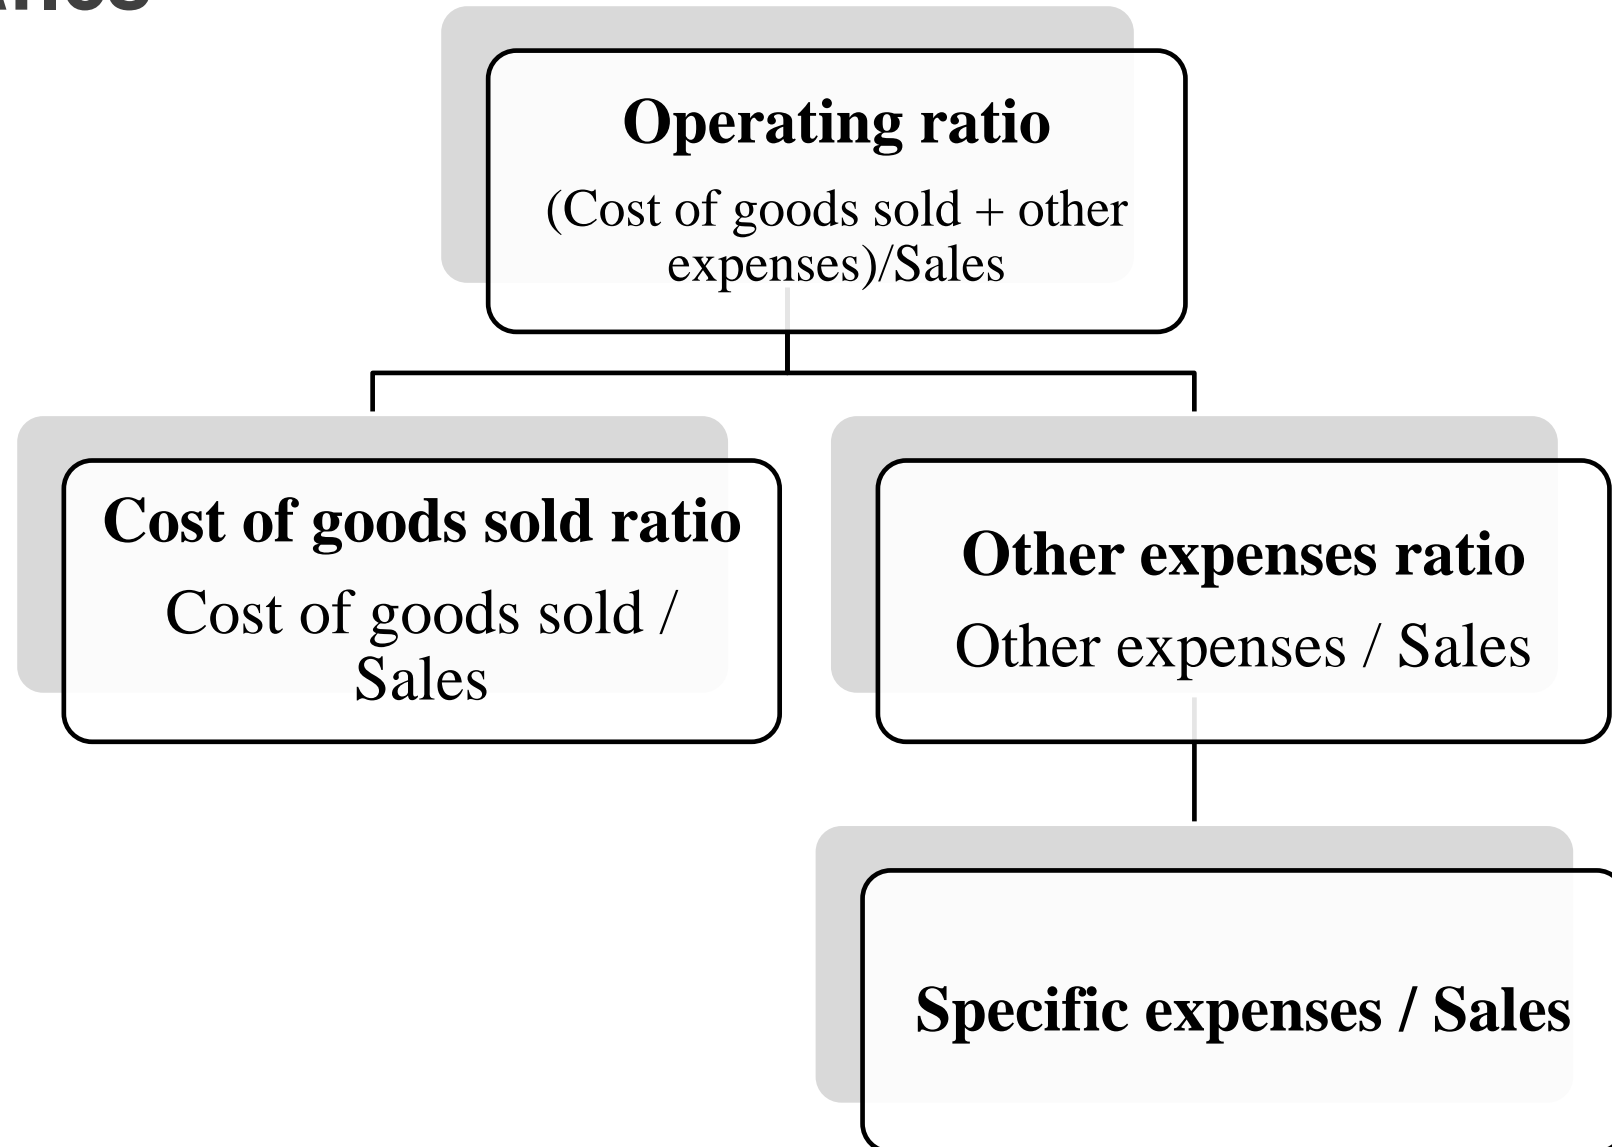 Operating ratio
(Cost of goods sold + other
expenses)/Sales
Cost of goods sold ratio
Cost of goods sold /
Sales
Other expenses ratio
Other expenses / Sales
Specific expenses / Sales